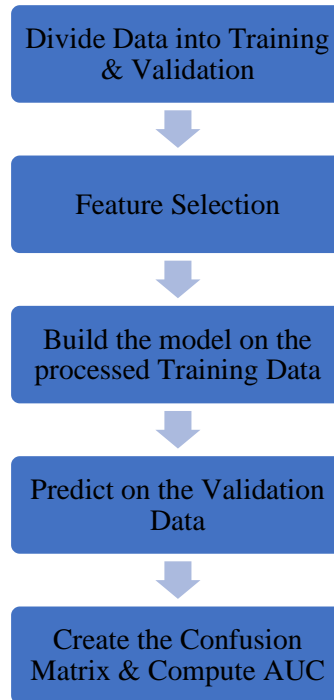 Divide Data into Training
& Validation
Feature Selection
Build the model on the
processed Training Data
Predict on the Validation
Data
Create the Confusion
Matrix & Compute AUC